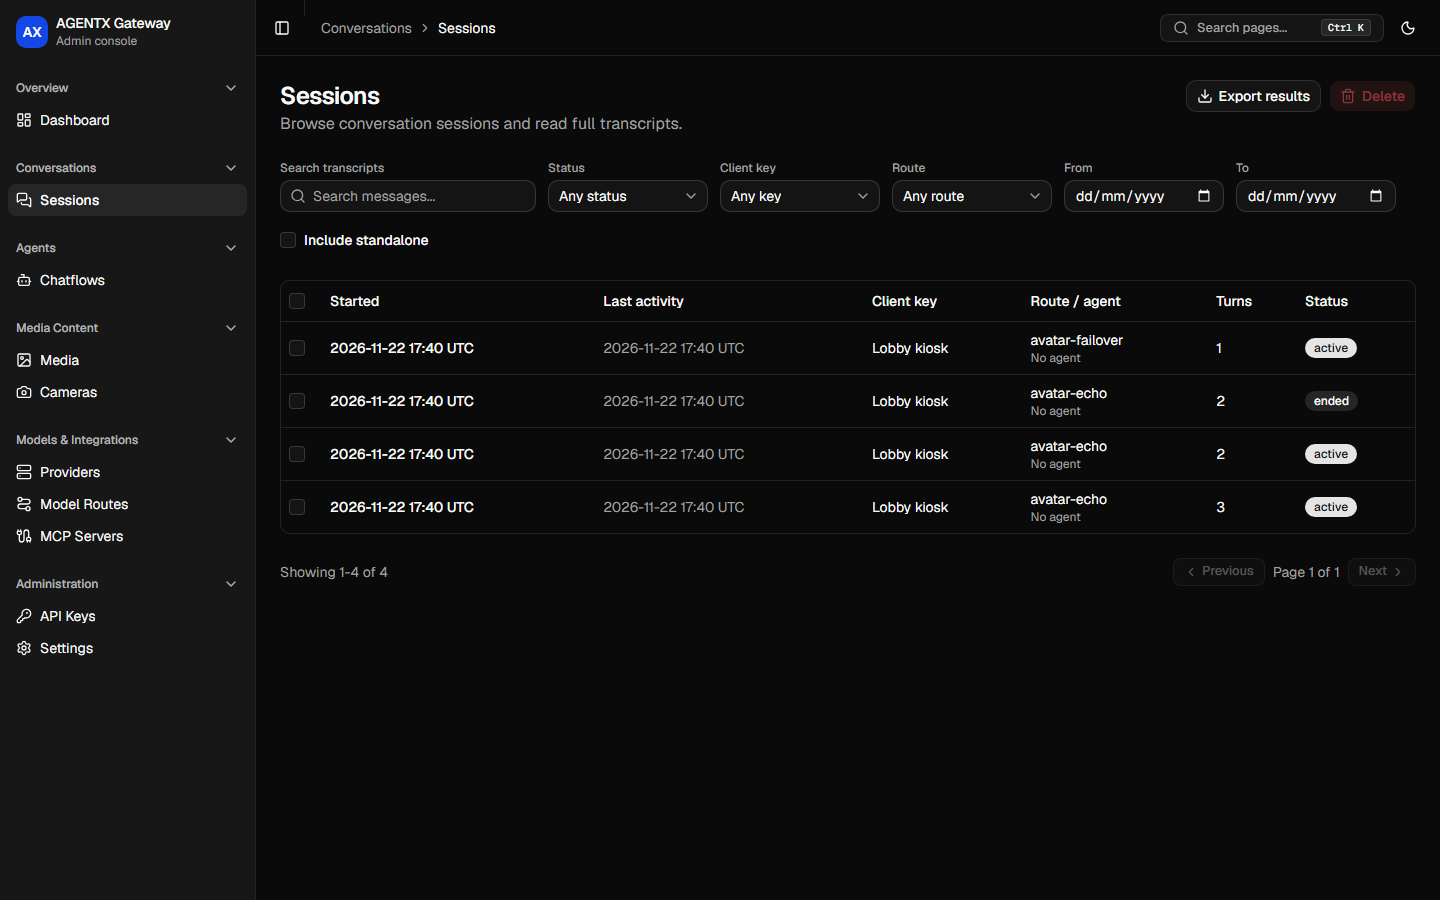 AX
AGENTX Gateway
Admin console
Overview
Dashboard
Conversations
Sessions
Agents
Chatflows
Media Content
Media
Cameras
Models & Integrations
Providers
Model Routes
MCP Servers
Administration
API Keys
Settings
Conversations > Sessions
Search pages... Ctrl K
Sessions
Browse conversation sessions and read full transcripts.
Export results
Delete
Search transcripts Status Client key Route From To
Search messages... Any status Any key Any route dd/mm/yyyy dd/mm/yyyy
Include standalone
Started Last activity Client key Route / agent Turns Status
2026-11-22 17:40 UTC 2026-11-22 17:40 UTC Lobby kiosk avatar-failover 1 active
No agent
2026-11-22 17:40 UTC 2026-11-22 17:40 UTC Lobby kiosk avatar-echo 2 ended
No agent
2026-11-22 17:40 UTC 2026-11-22 17:40 UTC Lobby kiosk avatar-echo 2 active
No agent
2026-11-22 17:40 UTC 2026-11-22 17:40 UTC Lobby kiosk avatar-echo 3 active
No agent
Showing 1-4 of 4
Previous Page 1 of 1 Next